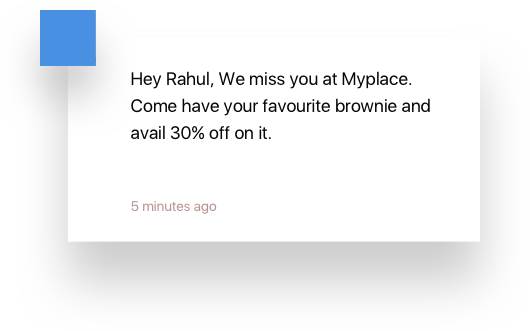 Hey Rahul, We miss you at Myplace.
Come have your favourite brownie and
avail 30% off on it.
5 minutes ago